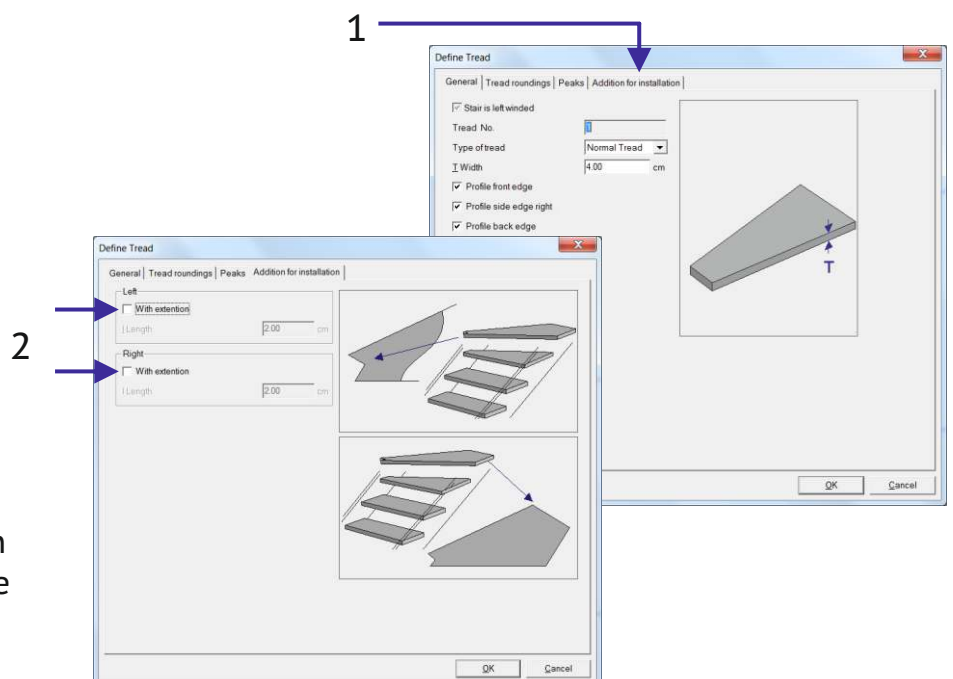 1
Define Tread
General Tread roundings Peaks Addition for installation
Stair is left winded
Tread No. 1
Type of tread Normal Tread
T Width 4.00 cm
Profile front edge
Profile side edge right
Profile back edge
T
OK Cancel
2
Define Tread
General Tread roundings Peaks Addition for installation
Left
With extention
l Length 2.00 cm
Right
With extention
l Length 2.00 cm
OK Cancel